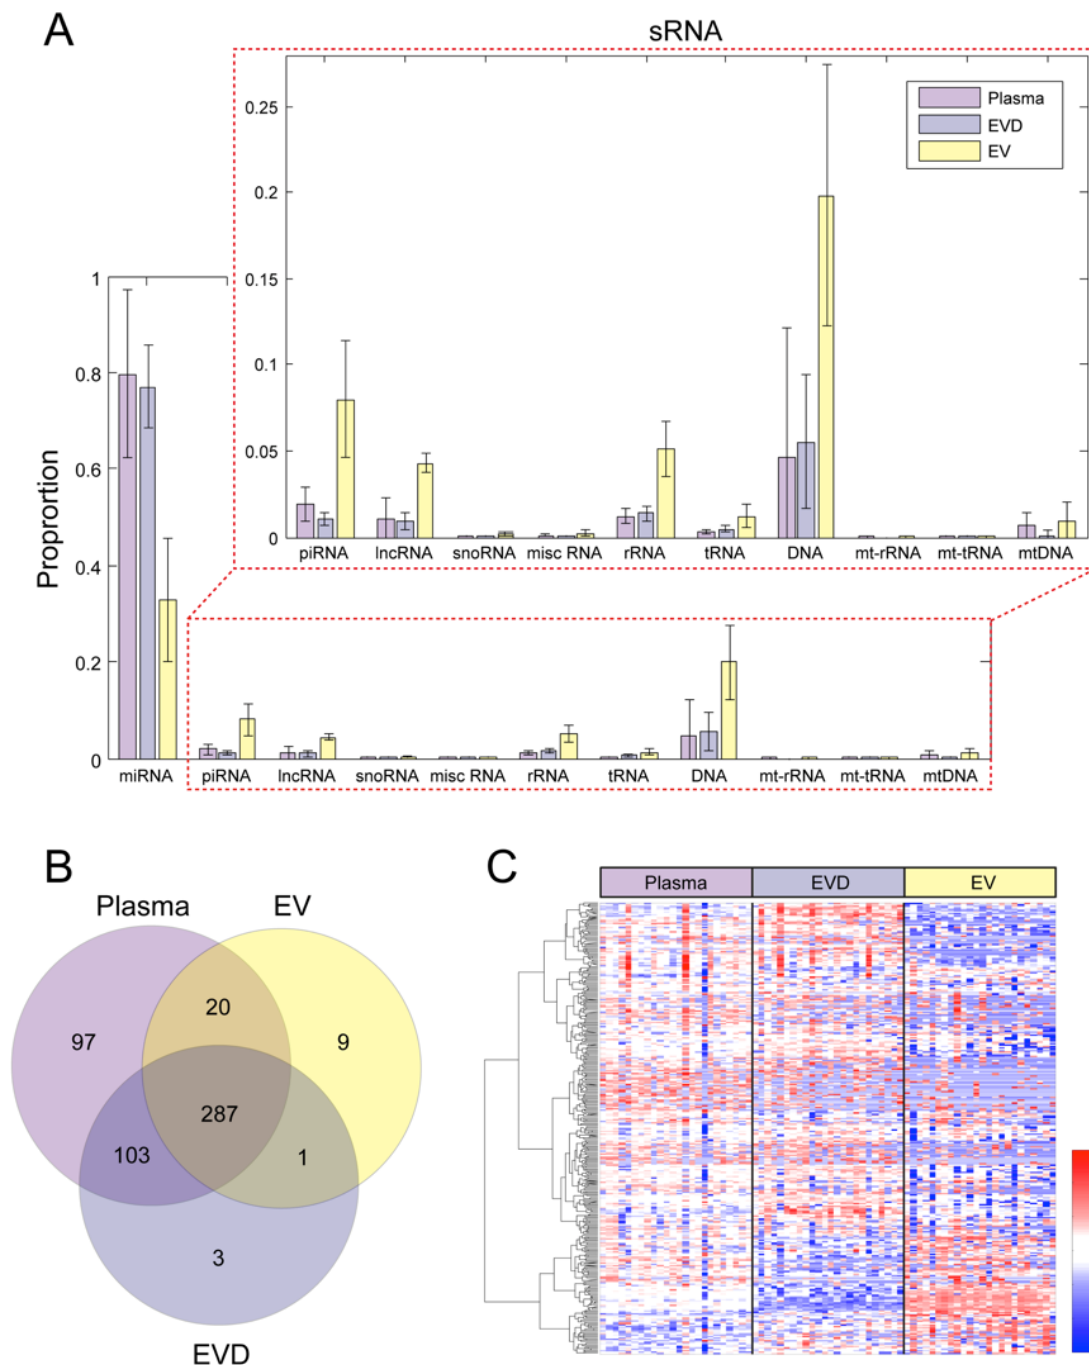 A
sRNA
0.25
0.2
0.15
0.1
0.05
0
Plasma
EVD
EV
piRNA lncRNA snoRNA misc RNA rRNA tRNA DNA mt-rRNA mt-tRNA mtDNA
Proprortion
1
0.8
0.6
0.4
0.2
0
miRNA piRNA lncRNA snoRNA misc RNA rRNA tRNA DNA mt-rRNA mt-tRNA mtDNA
B
Plasma EV
20
97 9
287
103 1
3
EVD
C
Plasma EVD EV